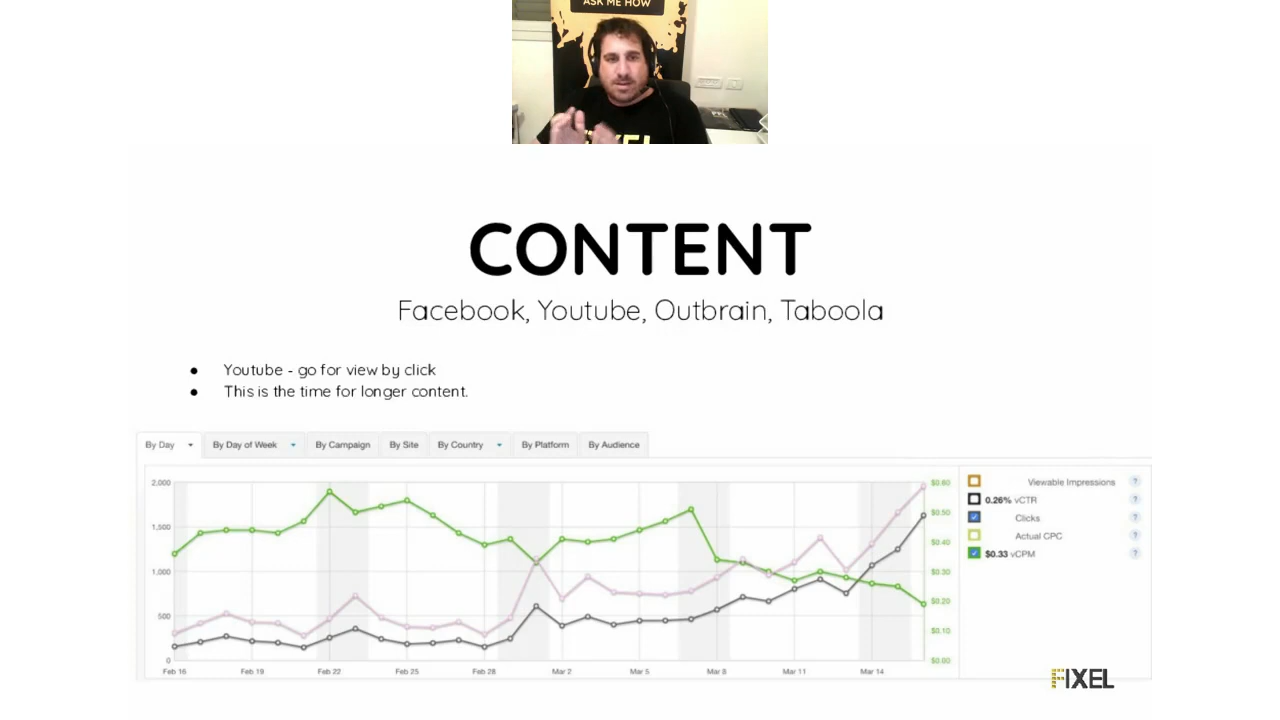 ASK ME HOW
CONTENT
Facebook, Youtube, Outbrain, Taboola
● Youtube - go for view by click
● This is the time for longer content.
By Day By Day of Week By Campaign By Site By Country By Platform By Audience
2,000 $0.60 Viewable Impressions ?
0.26% vCTR ?
1,500 $0.50 Clicks ?
$0.40 Actual CPC ?
1,000 $0.30 $0.33 vCPM ?
500 $0.20
$0.10
0 $0.00
Feb 16 Feb 19 Feb 22 Feb 25 Feb 28 Mar 2 Mar 5 Mar 8 Mar 11 Mar 14
FIXEL